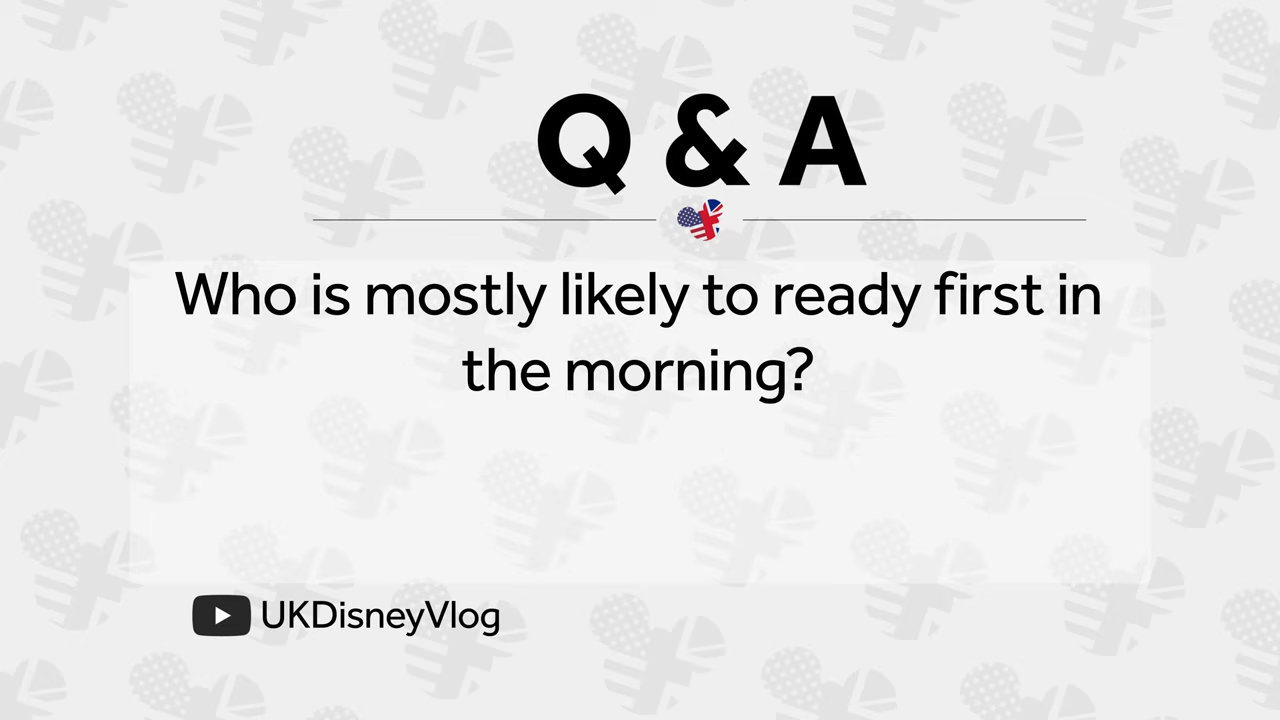 Q & A
Who is mostly likely to ready first in
the morning?
UKDisneyVlog